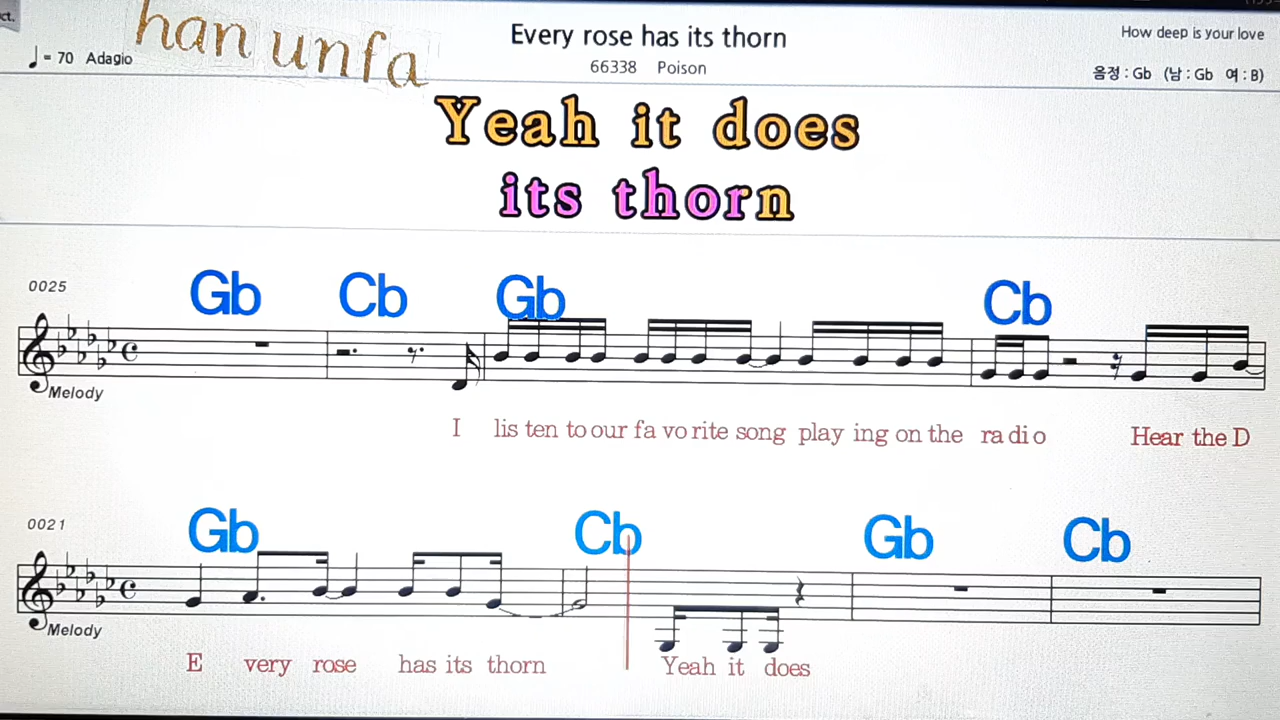 ct.
han unfa
Every rose has its thorn
How deep is your love
♩ = 70 Adagio
66338 Poison
음정 : Gb (남 : Gb 여 : B)
Yeah it does
its thorn
0025
Gb Cb Gb Cb
Melody
I lis ten to our fa vo rite song play ing on the ra di o Hear the D
0021
Gb Cb Gb Cb
Melody
E very rose has its thorn Yeah it does